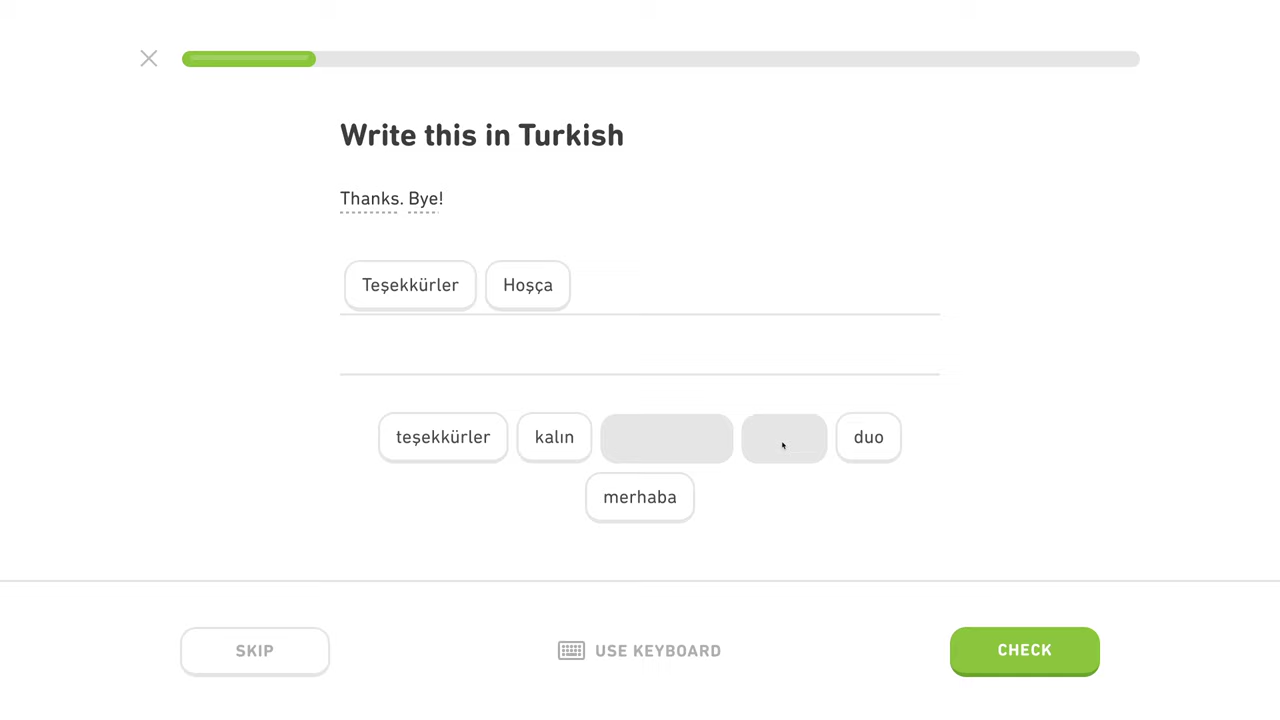 Write this in Turkish
Thanks. Bye!
Teşekkürler Hoşça
teşekkürler kalın duo
merhaba
SKIP USE KEYBOARD CHECK